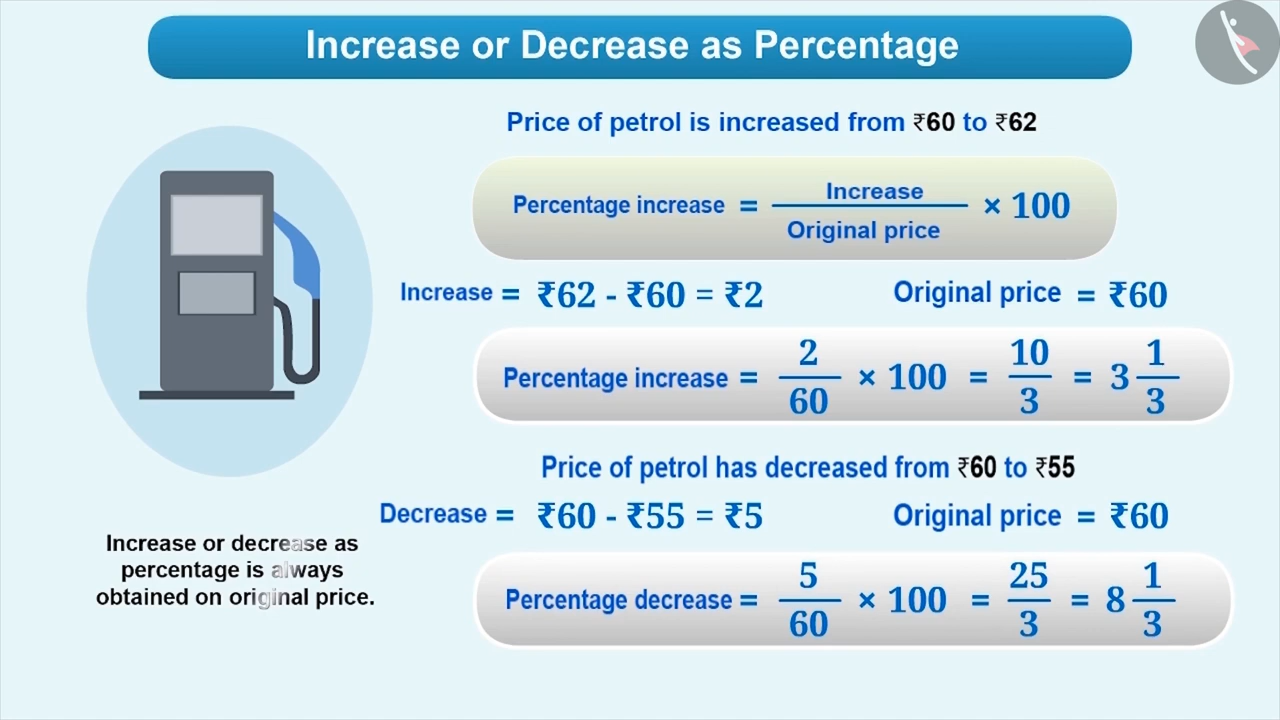 Increase or Decrease as Percentage
Price of petrol is increased from ₹60 to ₹62
Percentage increase = Increase / Original price × 100
Increase = ₹62 - ₹60 = ₹2
Original price = ₹60
Percentage increase = 2/60 × 100 = 10/3 = 3 1/3
Price of petrol has decreased from ₹60 to ₹55
Decrease = ₹60 - ₹55 = ₹5
Original price = ₹60
Percentage decrease = 5/60 × 100 = 25/3 = 8 1/3
Increase or decrease as
percentage is always
obtained on original price.